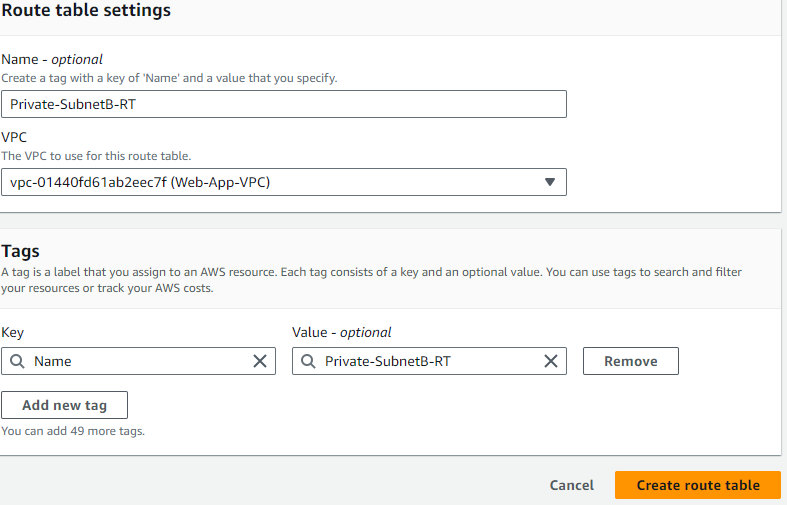 Route table settings
Name - optional
Create a tag with a key of 'Name' and a value that you specify.
Private-SubnetB-RT
VPC
The VPC to use for this route table.
vpc-01440fd61ab2eec7f (Web-App-VPC)
Tags
A tag is a label that you assign to an AWS resource. Each tag consists of a key and an optional value. You can use tags to search and filter
your resources or track your AWS costs.
Key Value - optional
Name Private-SubnetB-RT Remove
Add new tag
You can add 49 more tags.
Cancel Create route table